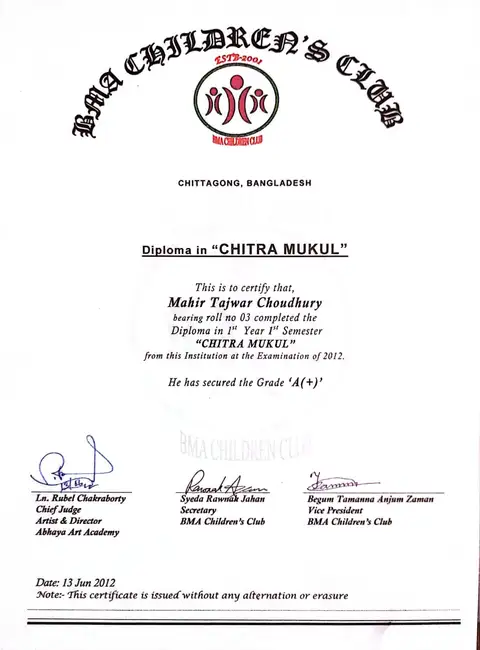 BMA CHILDREN'S CLUB
ESTB-2001
BMA CHILDREN CLUB
CHITTAGONG, BANGLADESH
Diploma in "CHITRA MUKUL"
This is to certify that,
Mahir Tajwar Choudhury
bearing roll no 03 completed the
Diploma in 1st Year 1st Semester
"CHITRA MUKUL"
from this Institution at the Examination of 2012.
He has secured the Grade 'A(+)'
BMA CHILDREN CLUB
Ln. Rubel Chakraborty
Chief Judge
Artist & Director
Abhaya Art Academy
Syeda Rawnak Jahan
Secretary
BMA Children's Club
Begum Tamanna Anjum Zaman
Vice President
BMA Children's Club
Date: 13 Jun 2012
Note:- This certificate is issued without any alternation or erasure